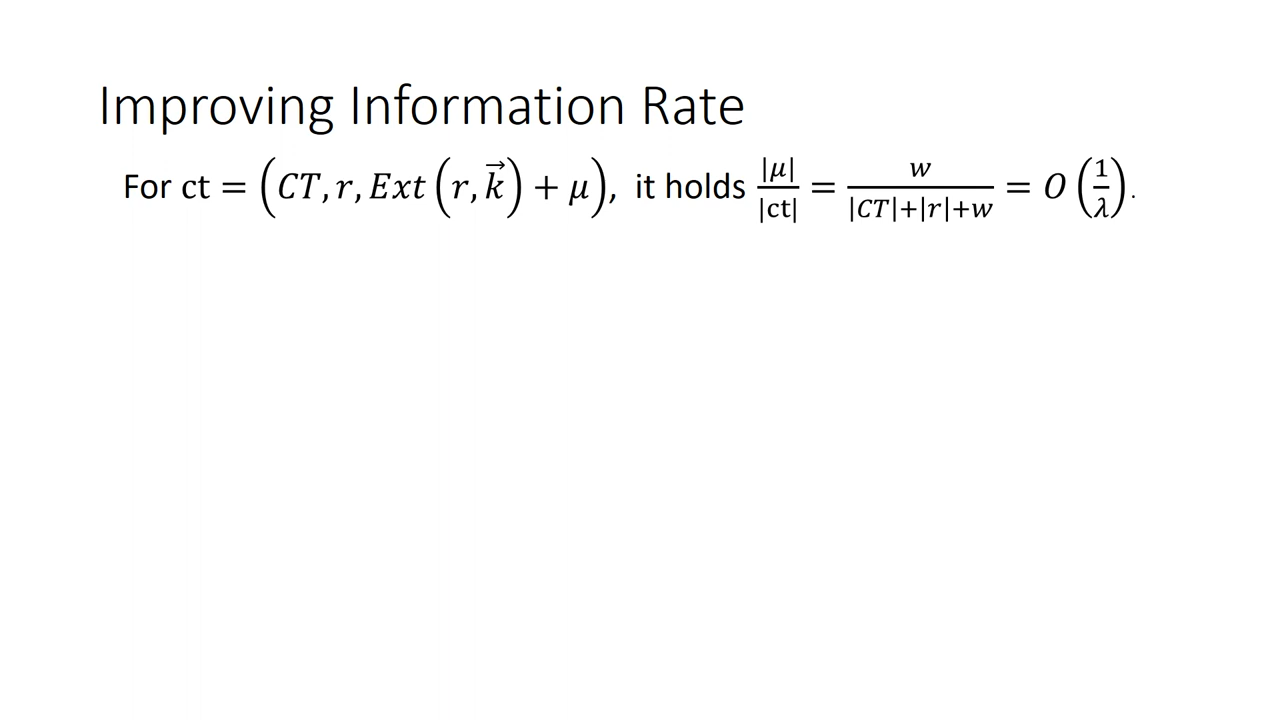 Improving Information Rate
For ct = (CT, r, Ext(r, k⃗) + μ), it holds |μ|/|ct| = w/(|CT|+|r|+w) = O(1/λ).